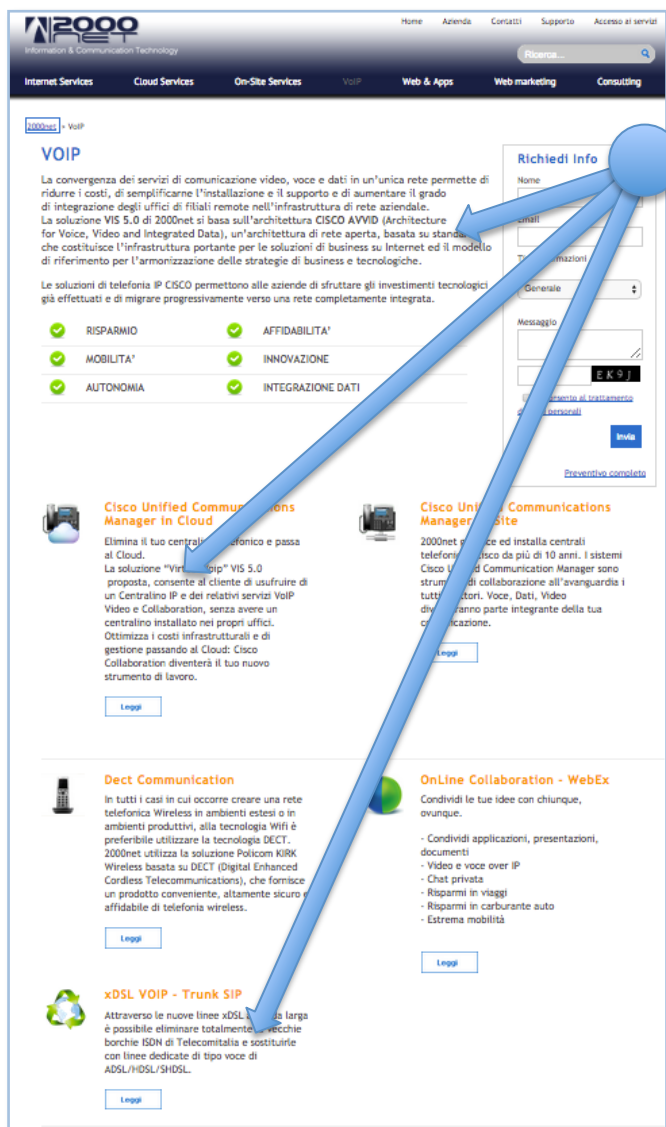 2000net
Information & Communication Technology
Home Azienda Contatti Supporto Accesso ai servizi
Ricerca...
Internet Services Cloud Services On-Site Services VoIP Web & Apps Web marketing Consulting
2000net » VoIP
VOIP
La convergenza dei servizi di comunicazione video, voce e dati in un'unica rete permette di
ridurre i costi, di semplificarne l'installazione e il supporto e di aumentare il grado
di integrazione degli uffici di filiali remote nell'infrastruttura di rete aziendale.
La soluzione VIS 5.0 di 2000net si basa sull'architettura CISCO AVVID (Architecture
for Voice, Video and Integrated Data), un'architettura di rete aperta, basata su
che costituisce l'infrastruttura portante per le soluzioni di business su Internet ed il modello
di riferimento per l'armonizzazione delle strategie di business e tecnologiche.
Le soluzioni di telefonia IP CISCO permettono alle aziende di sfruttare gli investimenti tecnologici
già effettuati e di migrare progressivamente verso una rete completamente integrata.
RISPARMIO AFFIDABILITA'
MOBILITA' INNOVAZIONE
AUTONOMIA INTEGRAZIONE DATI
Richiedi Info
Nome
Email
Generale
Messaggio
EK9J
al trattamento
personali
Invia
Preventivo completo
Cisco Unified
Manager in Cloud
Elimina il tuo e passa
al Cloud.
La soluzione VIS 5.0
proposta, consente al cliente di usufruire di
un Centralino IP e dei relativi servizi VoIP
Video e Collaboration, senza avere un
centralino installato nei propri uffici.
Ottimizza i costi infrastrutturali e di
gestione passando al Cloud: Cisco
Collaboration diventerà il tuo nuovo
strumento di lavoro.
Leggi
Cisco Communications
Manager
2000net ed installa centrali
da più di 10 anni. I sistemi
Cisco Communication Manager sono
di collaborazione all'avanguardia i
Voce, Dati, Video
parte integrante della tua
Leggi
Dect Communication
In tutti i casi in cui occorre creare una rete
telefonica Wireless in ambienti estesi o in
ambienti produttivi, alla tecnologia Wifi è
preferibile utilizzare la tecnologia DECT.
2000net utilizza la soluzione Policom KIRK
Wireless basata su DECT (Digital Enhanced
Cordless Telecommunications), che fornisce
un prodotto conveniente, altamente sicuro e
affidabile di telefonia wireless.
Leggi
OnLine Collaboration - WebEx
Condividi le tue idee con chiunque,
ovunque.
- Condividi applicazioni, presentazioni,
documenti
- Video e voce over IP
- Chat privata
- Risparmi in viaggi
- Risparmi in carburante auto
- Estrema mobilità
Leggi
xDSL VOIP - Trunk SIP
Attraverso le nuove linee xDSL larga
è possibile eliminare totalmente vecchie
borchie ISDN di Telecomitalia e sostituirle
con linee dedicate di tipo voce di
ADSL/HDSL/SHDSL.
Leggi